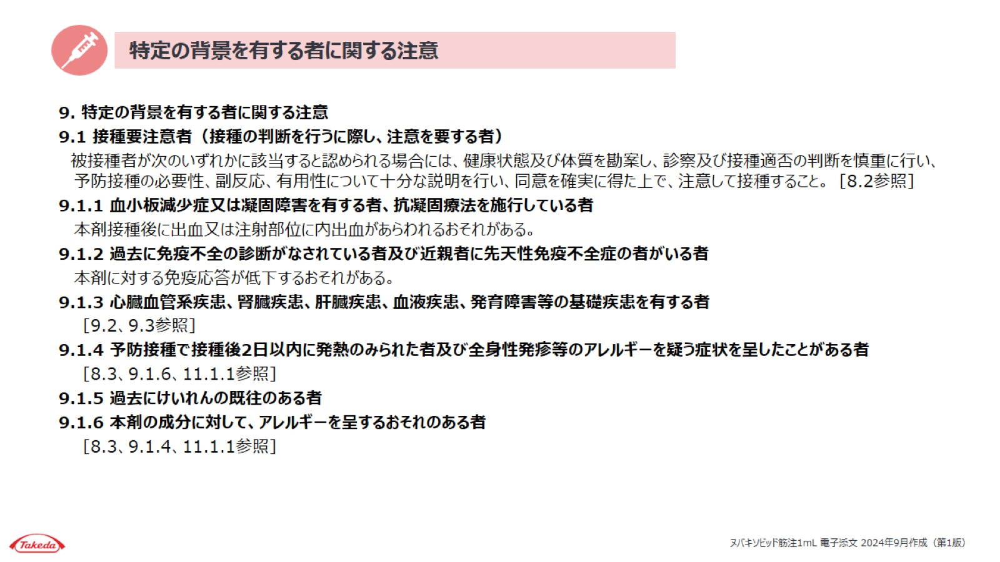 特定の背景を有する者に関する注意
9. 特定の背景を有する者に関する注意
9.1 接種要注意者（接種の判断を行うに際し、注意を要する者）
被接種者が次のいずれかに該当すると認められる場合には、健康状態及び体質を勘案し、診察及び接種適否の判断を慎重に行い、
予防接種の必要性、副反応、有用性について十分な説明を行い、同意を確実に得た上で、注意して接種すること。［8.2参照］
9.1.1 血小板減少症又は凝固障害を有する者、抗凝固療法を施行している者
本剤接種後に出血又は注射部位に内出血があらわれるおそれがある。
9.1.2 過去に免疫不全の診断がなされている者及び近親者に先天性免疫不全症の者がいる者
本剤に対する免疫応答が低下するおそれがある。
9.1.3 心臓血管系疾患、腎臓疾患、肝臓疾患、血液疾患、発育障害等の基礎疾患を有する者
［9.2、9.3参照］
9.1.4 予防接種で接種後2日以内に発熱のみられた者及び全身性発疹等のアレルギーを疑う症状を呈したことがある者
［8.3、9.1.6、11.1.1参照］
9.1.5 過去にけいれんの既往のある者
9.1.6 本剤の成分に対して、アレルギーを呈するおそれのある者
［8.3、9.1.4、11.1.1参照］
Takeda
ヌバキソビッド筋注1mL 電子添文 2024年9月作成（第1版）